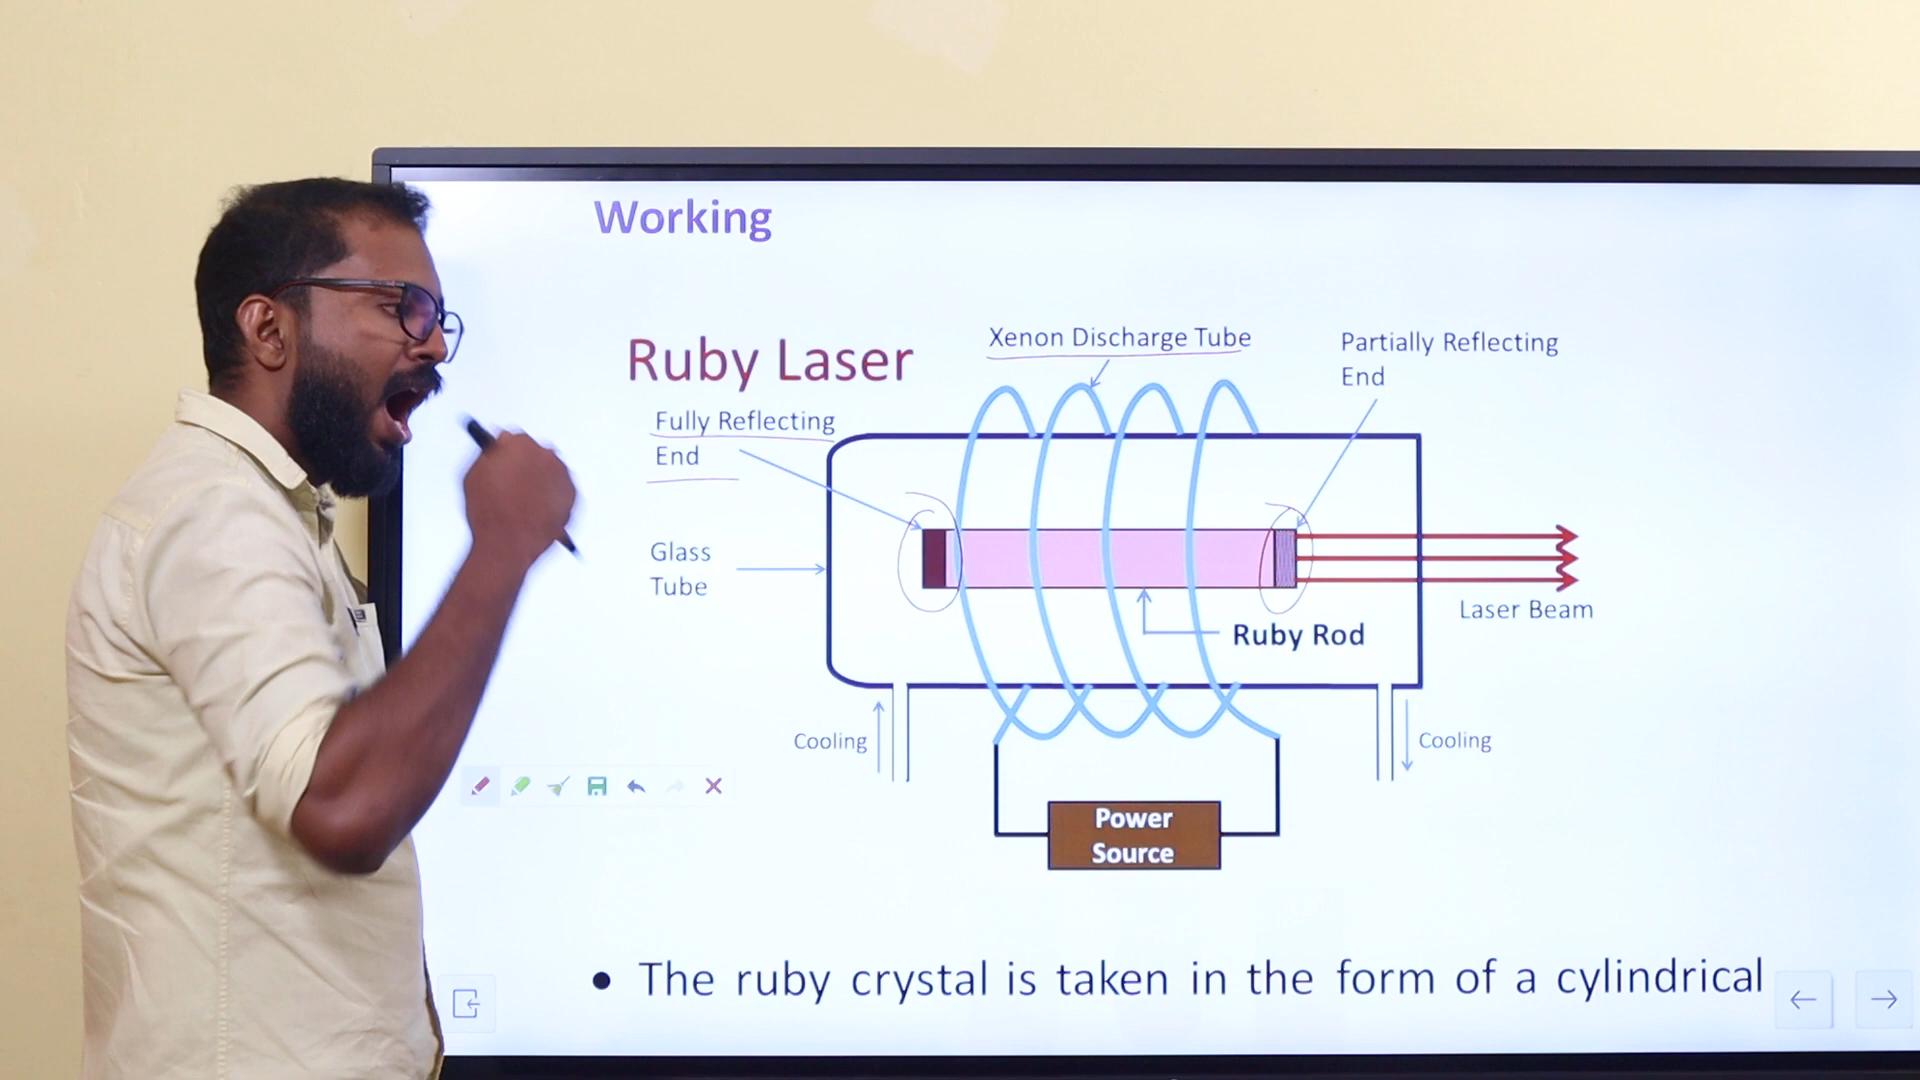 Working
Ruby Laser
Xenon Discharge Tube
Partially Reflecting
End
Fully Reflecting
End
Glass
Tube
Laser Beam
Ruby Rod
Cooling
Cooling
Power
Source
• The ruby crystal is taken in the form of a cylindrical